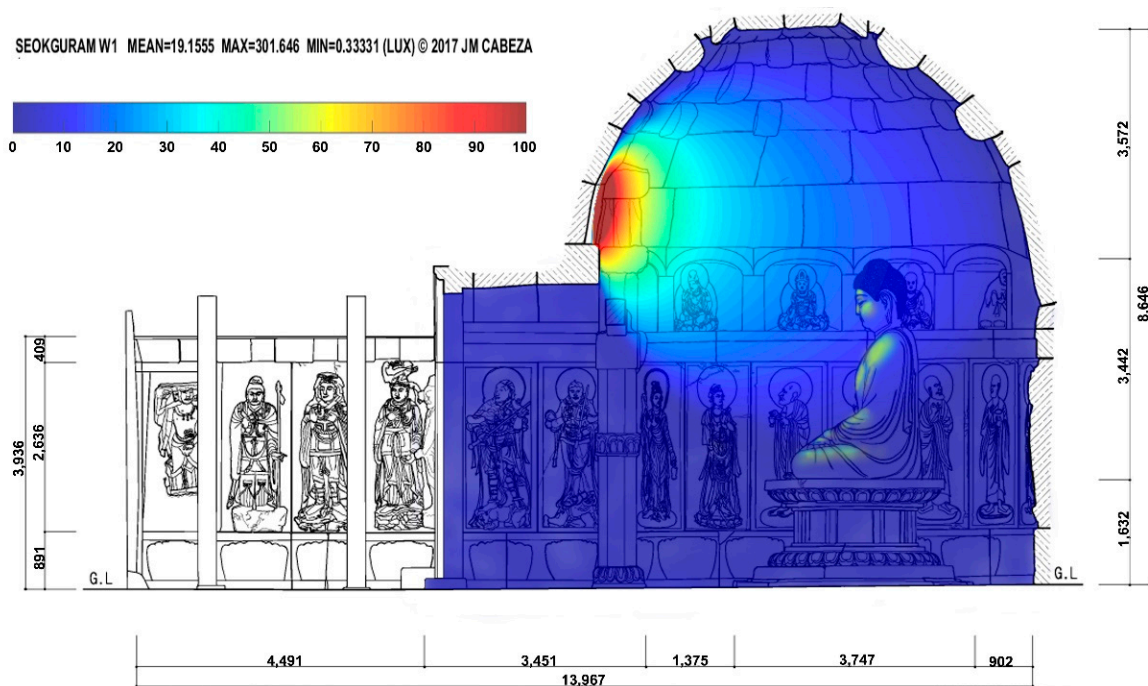 SEOKGURAM W1 MEAN=19.1555 MAX=301.646 MIN=0.33331 (LUX) © 2017 JM CABEZA
0 10 20 30 40 50 60 70 80 90 100
3,572
8,646
3,442
1,632
409
2,636
3,936
891
G.L
G.L
4,491 3,451 1,375 3,747 902
13,967